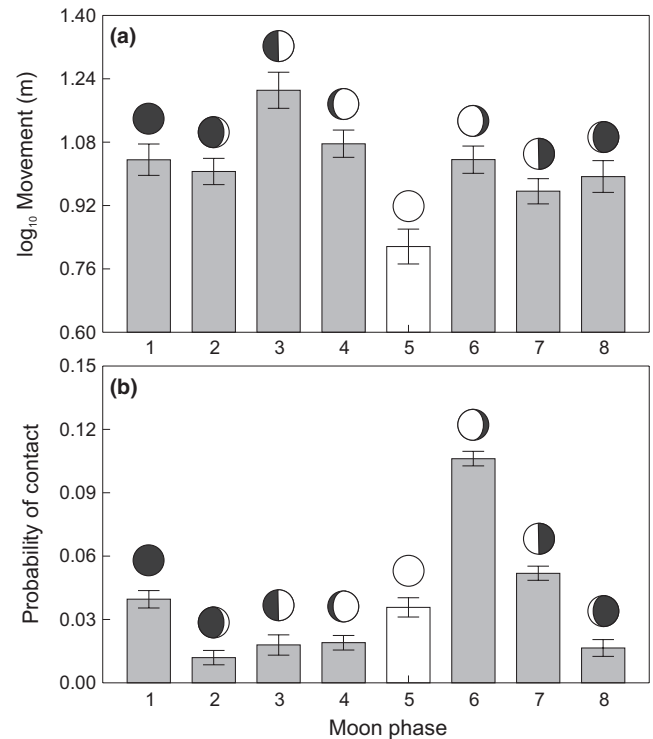 (a)
log10 Movement (m)
1.40
1.24
1.08
0.92
0.76
0.60
1 2 3 4 5 6 7 8
(b)
Probability of contact
0.15
0.12
0.09
0.06
0.03
0.00
1 2 3 4 5 6 7 8
Moon phase